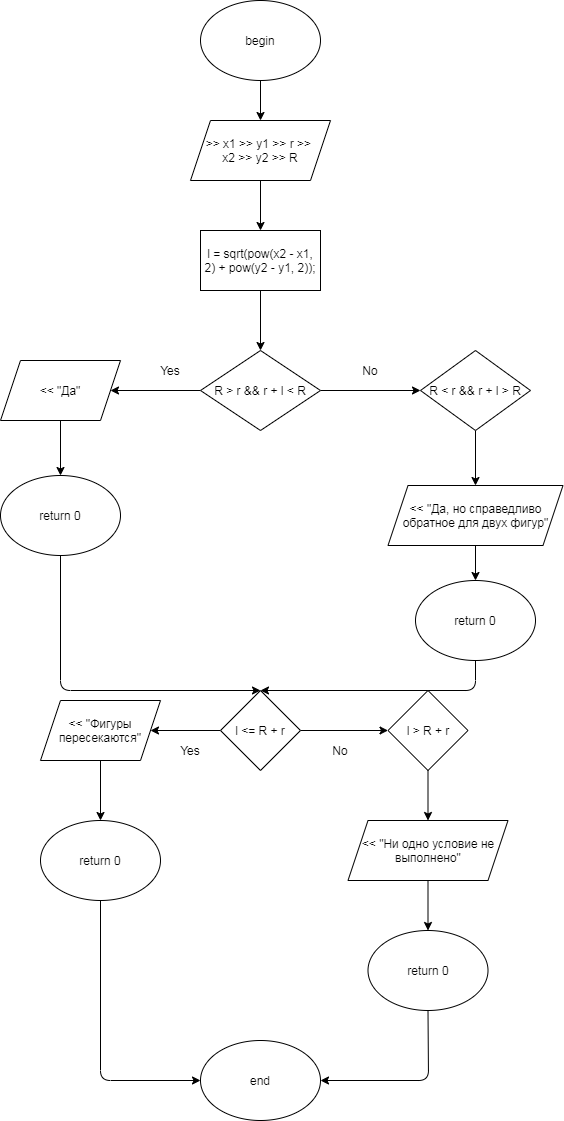 begin
>> x1 >> y1 >> r >>
x2 >> y2 >> R
l = sqrt(pow(x2 - x1,
2) + pow(y2 - y1, 2));
Yes
No
<< "Да"
R > r && r + l < R
R < r && r + l > R
<< "Да, но справедливо
обратное для двух фигур"
return 0
return 0
<< "Фигуры
пересекаются"
l <= R + r
l > R + r
Yes
No
<< "Ни одно условие не
выполнено"
return 0
return 0
end